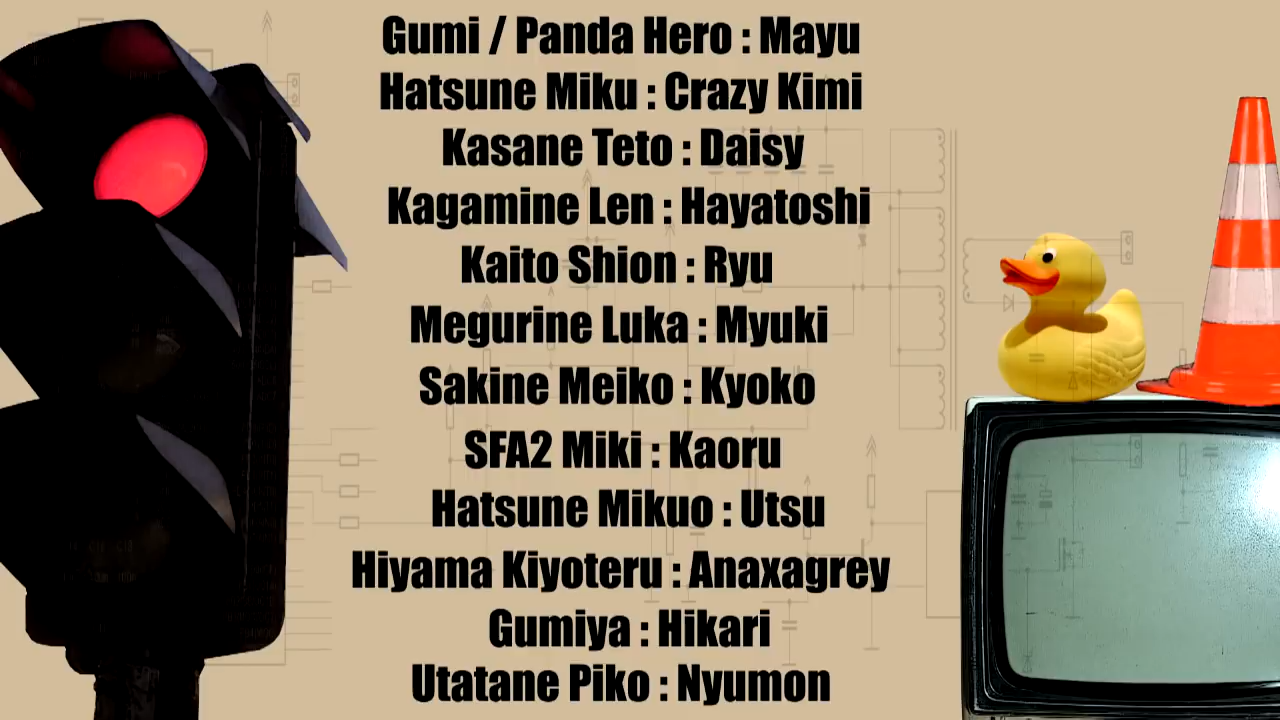 Gumi / Panda Hero : Mayu
Hatsune Miku : Crazy Kimi
Kasane Teto : Daisy
Kagamine Len : Hayatoshi
Kaito Shion : Ryu
Megurine Luka : Myuki
Sakine Meiko : Kyoko
SFA2 Miki : Kaoru
Hatsune Mikuo : Utsu
Hiyama Kiyoteru : Anaxagrey
Gumiya : Hikari
Utatane Piko : Nyumon